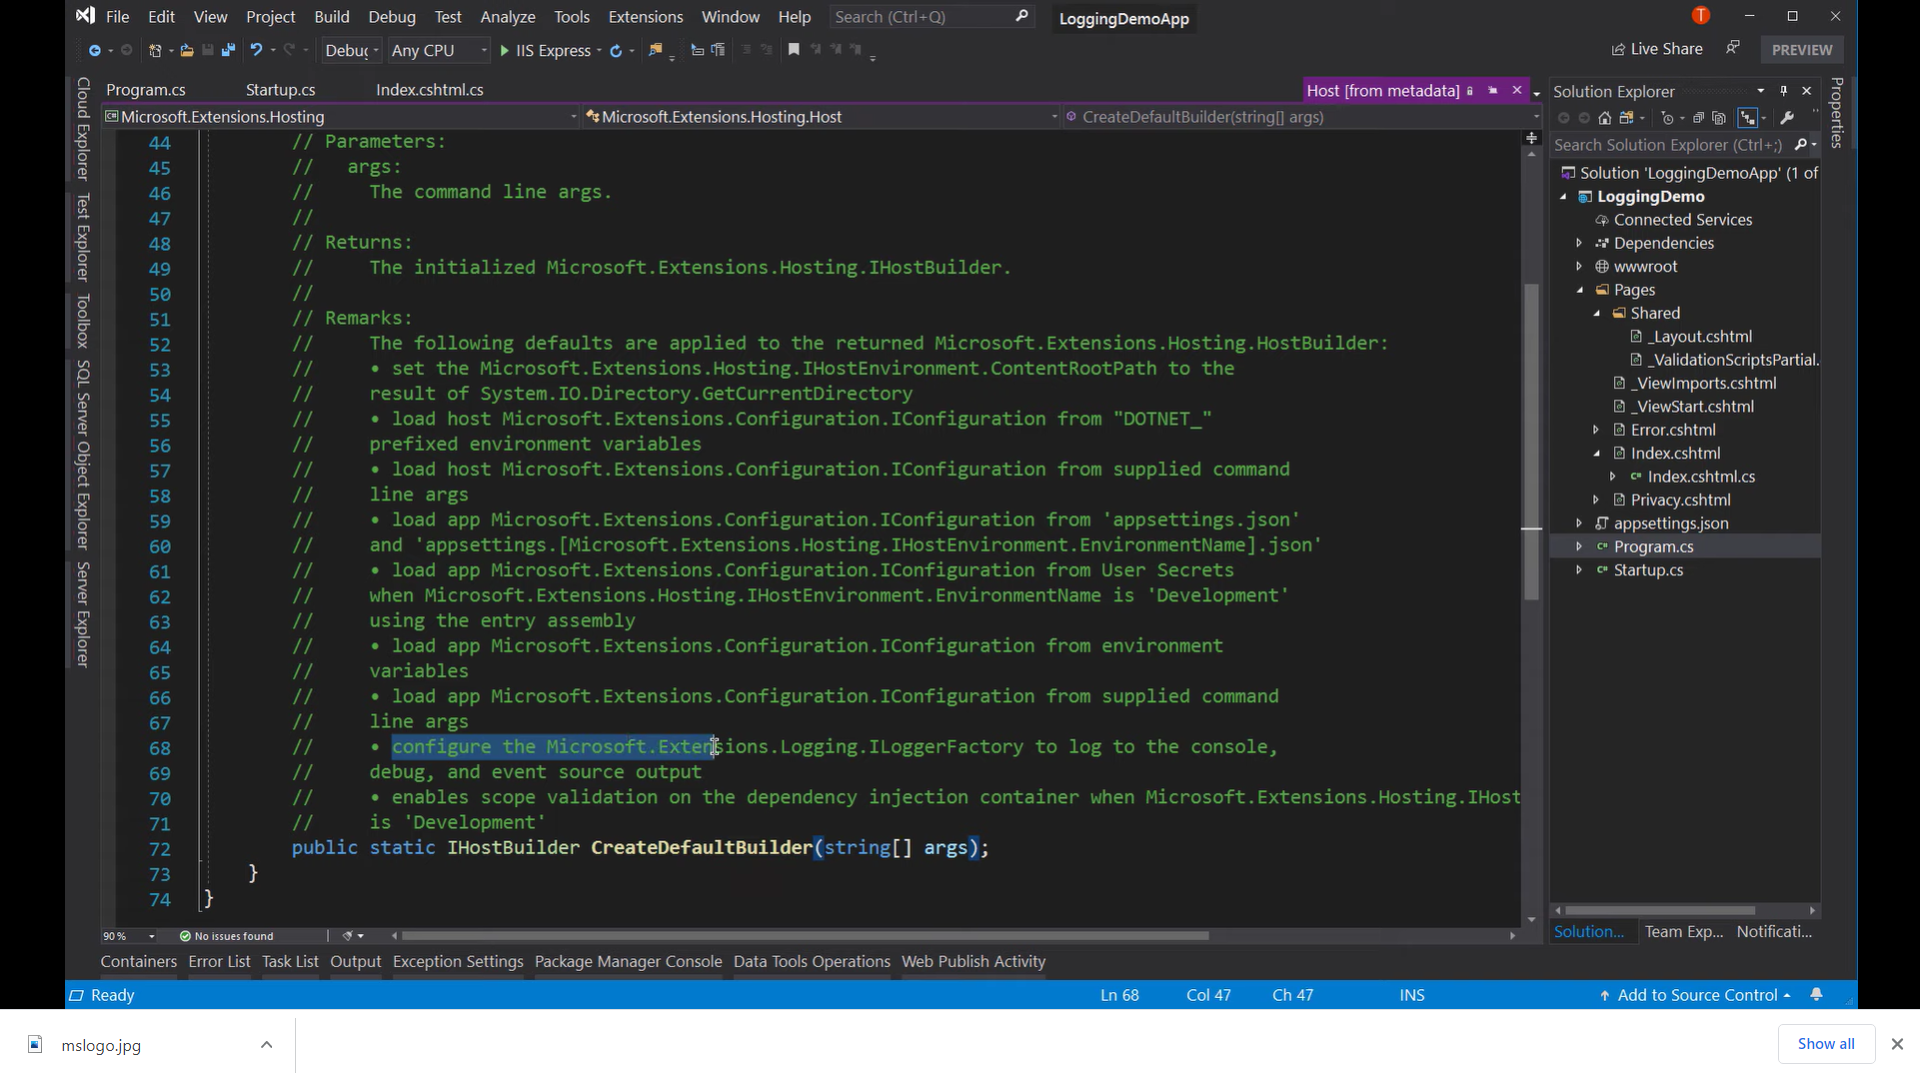 File Edit View Project Build Debug Test Analyze Tools Extensions Window Help Search (Ctrl+Q) LoggingDemoApp T
Debug Any CPU IIS Express Live Share PREVIEW
Program.cs Startup.cs Index.cshtml.cs Host [from metadata]
Microsoft.Extensions.Hosting Microsoft.Extensions.Hosting.Host CreateDefaultBuilder(string[] args)
44 // Parameters:
45 // args:
46 // The command line args.
47 //
48 // Returns:
49 // The initialized Microsoft.Extensions.Hosting.IHostBuilder.
50 //
51 // Remarks:
52 // The following defaults are applied to the returned Microsoft.Extensions.Hosting.HostBuilder:
53 // • set the Microsoft.Extensions.Hosting.IHostEnvironment.ContentRootPath to the
54 // result of System.IO.Directory.GetCurrentDirectory
55 // • load host Microsoft.Extensions.Configuration.IConfiguration from "DOTNET_"
56 // prefixed environment variables
57 // • load host Microsoft.Extensions.Configuration.IConfiguration from supplied command
58 // line args
59 // • load app Microsoft.Extensions.Configuration.IConfiguration from 'appsettings.json'
60 // and 'appsettings.[Microsoft.Extensions.Hosting.IHostEnvironment.EnvironmentName].json'
61 // • load app Microsoft.Extensions.Configuration.IConfiguration from User Secrets
62 // when Microsoft.Extensions.Hosting.IHostEnvironment.EnvironmentName is 'Development'
63 // using the entry assembly
64 // • load app Microsoft.Extensions.Configuration.IConfiguration from environment
65 // variables
66 // • load app Microsoft.Extensions.Configuration.IConfiguration from supplied command
67 // line args
68 // • configure the Microsoft.Extensions.Logging.ILoggerFactory to log to the console,
69 // debug, and event source output
70 // • enables scope validation on the dependency injection container when Microsoft.Extensions.Hosting.IHost
71 // is 'Development'
72 public static IHostBuilder CreateDefaultBuilder(string[] args);
73 }
74 }
90 % No issues found
Cloud Explorer
Test Explorer
Toolbox
SQL Server Object Explorer
Server Explorer
Solution Explorer
Search Solution Explorer (Ctrl+;)
Solution 'LoggingDemoApp' (1 of
LoggingDemo
Connected Services
Dependencies
wwwroot
Pages
Shared
_Layout.cshtml
_ValidationScriptsPartial.
_ViewImports.cshtml
_ViewStart.cshtml
Error.cshtml
Index.cshtml
Index.cshtml.cs
Privacy.cshtml
appsettings.json
Program.cs
Startup.cs
Solution... Team Exp... Notificati...
Properties
Containers Error List Task List Output Exception Settings Package Manager Console Data Tools Operations Web Publish Activity
Ready Ln 68 Col 47 Ch 47 INS Add to Source Control
mslogo.jpg Show all